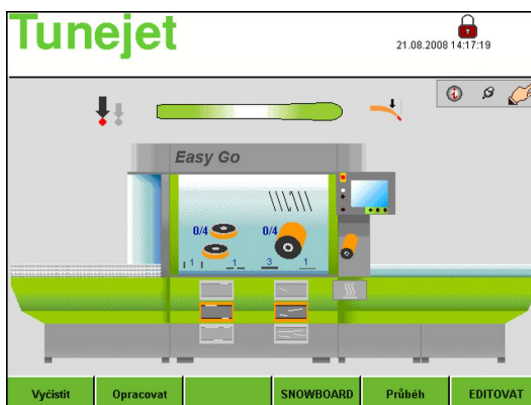 Tunejet
21.08.2008 14:17:19
Easy Go
0/4 0/4
1 1 3 1
Vyčistit Opracovat SNOWBOARD Průběh EDITOVAT